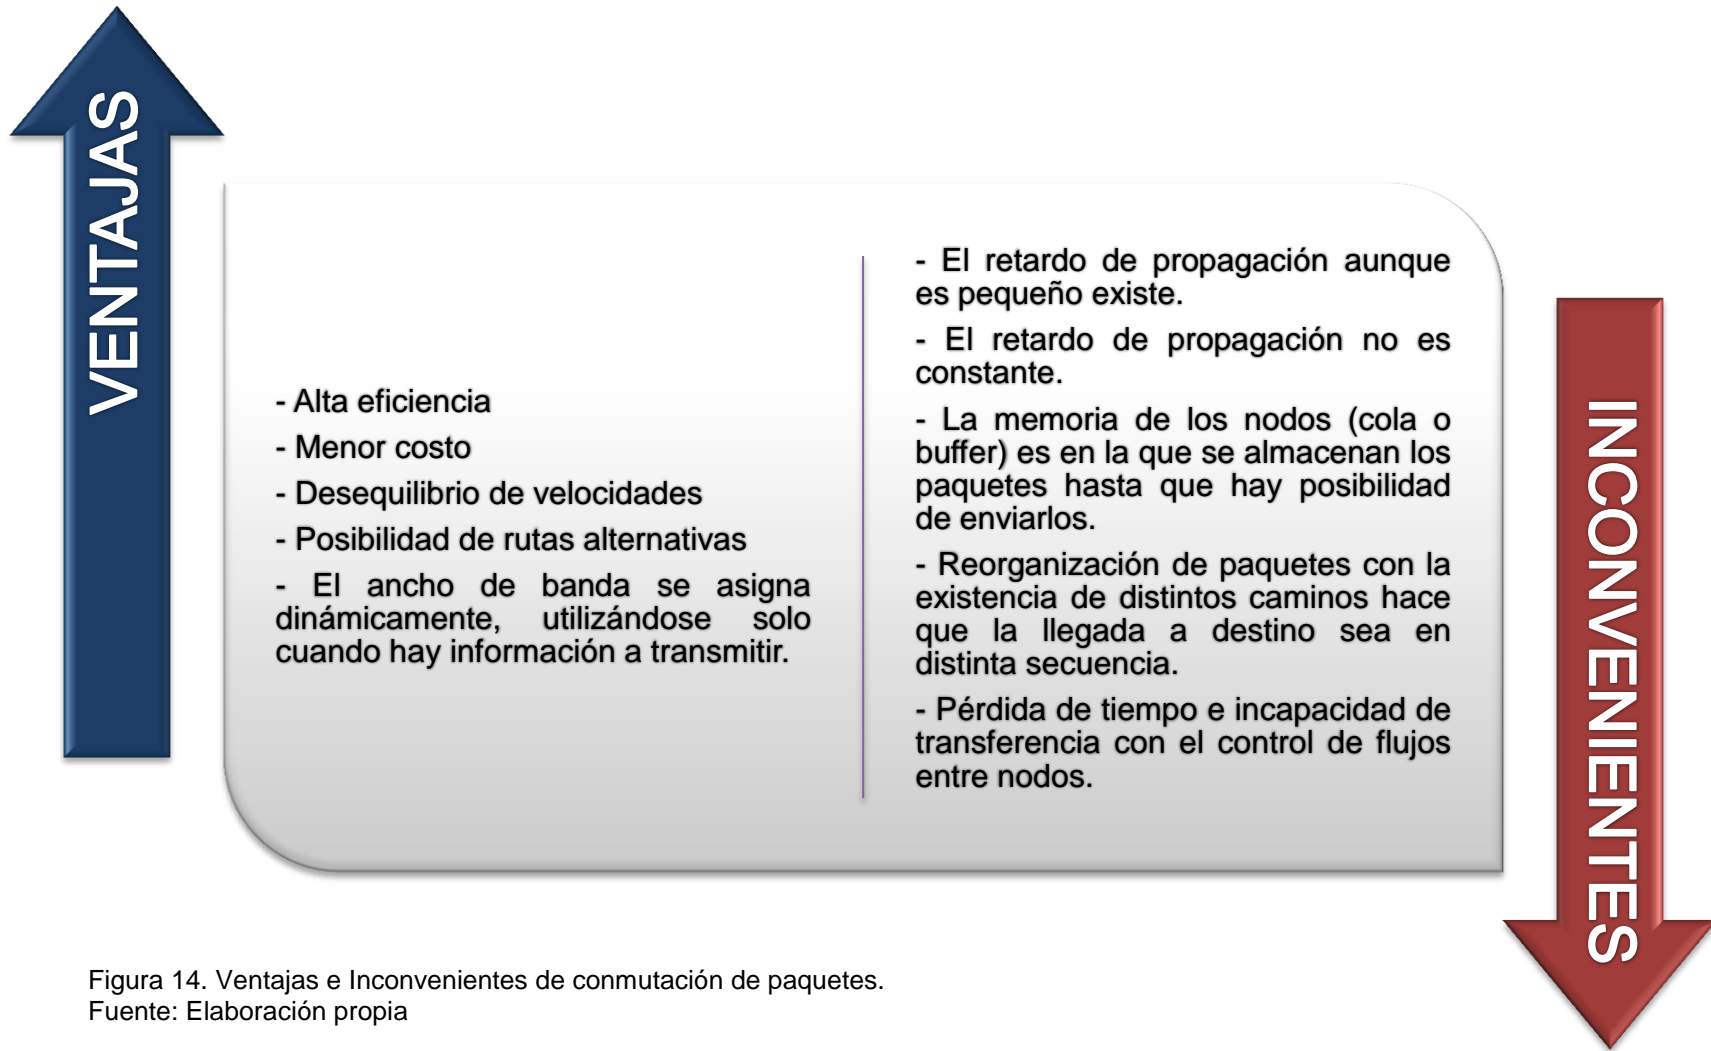 VENTAJAS
- Alta eficiencia
- Menor costo
- Desequilibrio de velocidades
- Posibilidad de rutas alternativas
- El ancho de banda se asigna
dinámicamente, utilizándose solo
cuando hay información a transmitir.
- El retardo de propagación aunque
es pequeño existe.
- El retardo de propagación no es
constante.
- La memoria de los nodos (cola o
buffer) es en la que se almacenan los
paquetes hasta que hay posibilidad
de enviarlos.
- Reorganización de paquetes con la
existencia de distintos caminos hace
que la llegada a destino sea en
distinta secuencia.
- Pérdida de tiempo e incapacidad de
transferencia con el control de flujos
entre nodos.
INCONVENIENTES
Figura 14. Ventajas e Inconvenientes de conmutación de paquetes.
Fuente: Elaboración propia